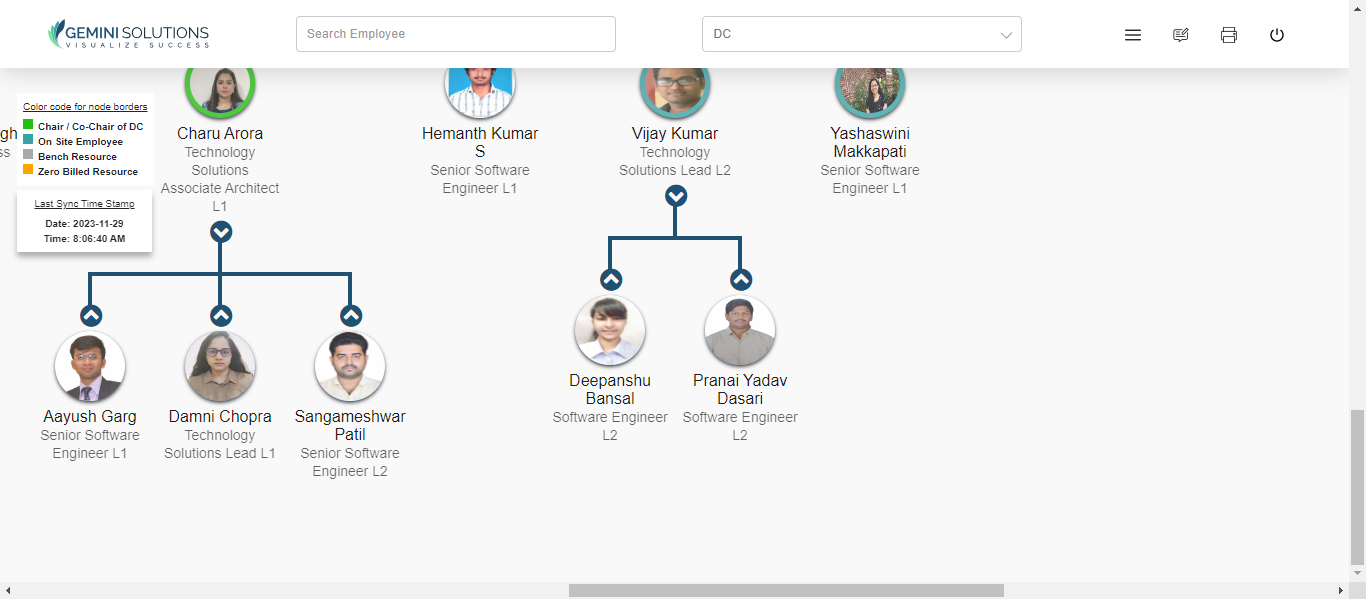 GEMINI SOLUTIONS
VISUALIZE SUCCESS
Search Employee
DC
Color code for node borders
Chair / Co-Chair of DC
On Site Employee
Bench Resource
Zero Billed Resource
Last Sync Time Stamp
Date: 2023-11-29
Time: 8:06:40 AM
gh
ss
Charu Arora
Technology
Solutions
Associate Architect
L1
Hemanth Kumar
S
Senior Software
Engineer L1
Vijay Kumar
Technology
Solutions Lead L2
Yashaswini
Makkapati
Senior Software
Engineer L1
Aayush Garg
Senior Software
Engineer L1
Damni Chopra
Technology
Solutions Lead L1
Sangameshwar
Patil
Senior Software
Engineer L2
Deepanshu
Bansal
Software Engineer
L2
Pranai Yadav
Dasari
Software Engineer
L2